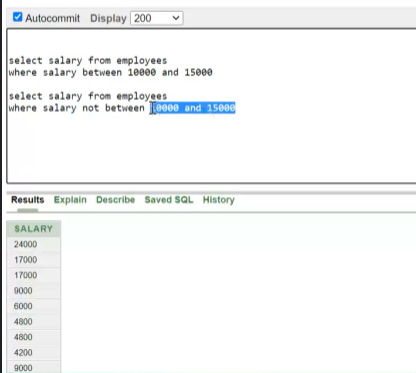 Autocommit Display 200
select salary from employees
where salary between 10000 and 15000
select salary from employees
where salary not between 10000 and 15000
Results Explain Describe Saved SQL History
SALARY
24000
17000
17000
9000
6000
4800
4800
4200
9000